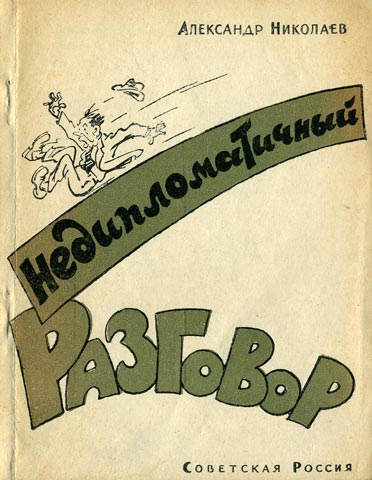 Александр Николаев
Недипломатичный
Разговор
Советская Россия